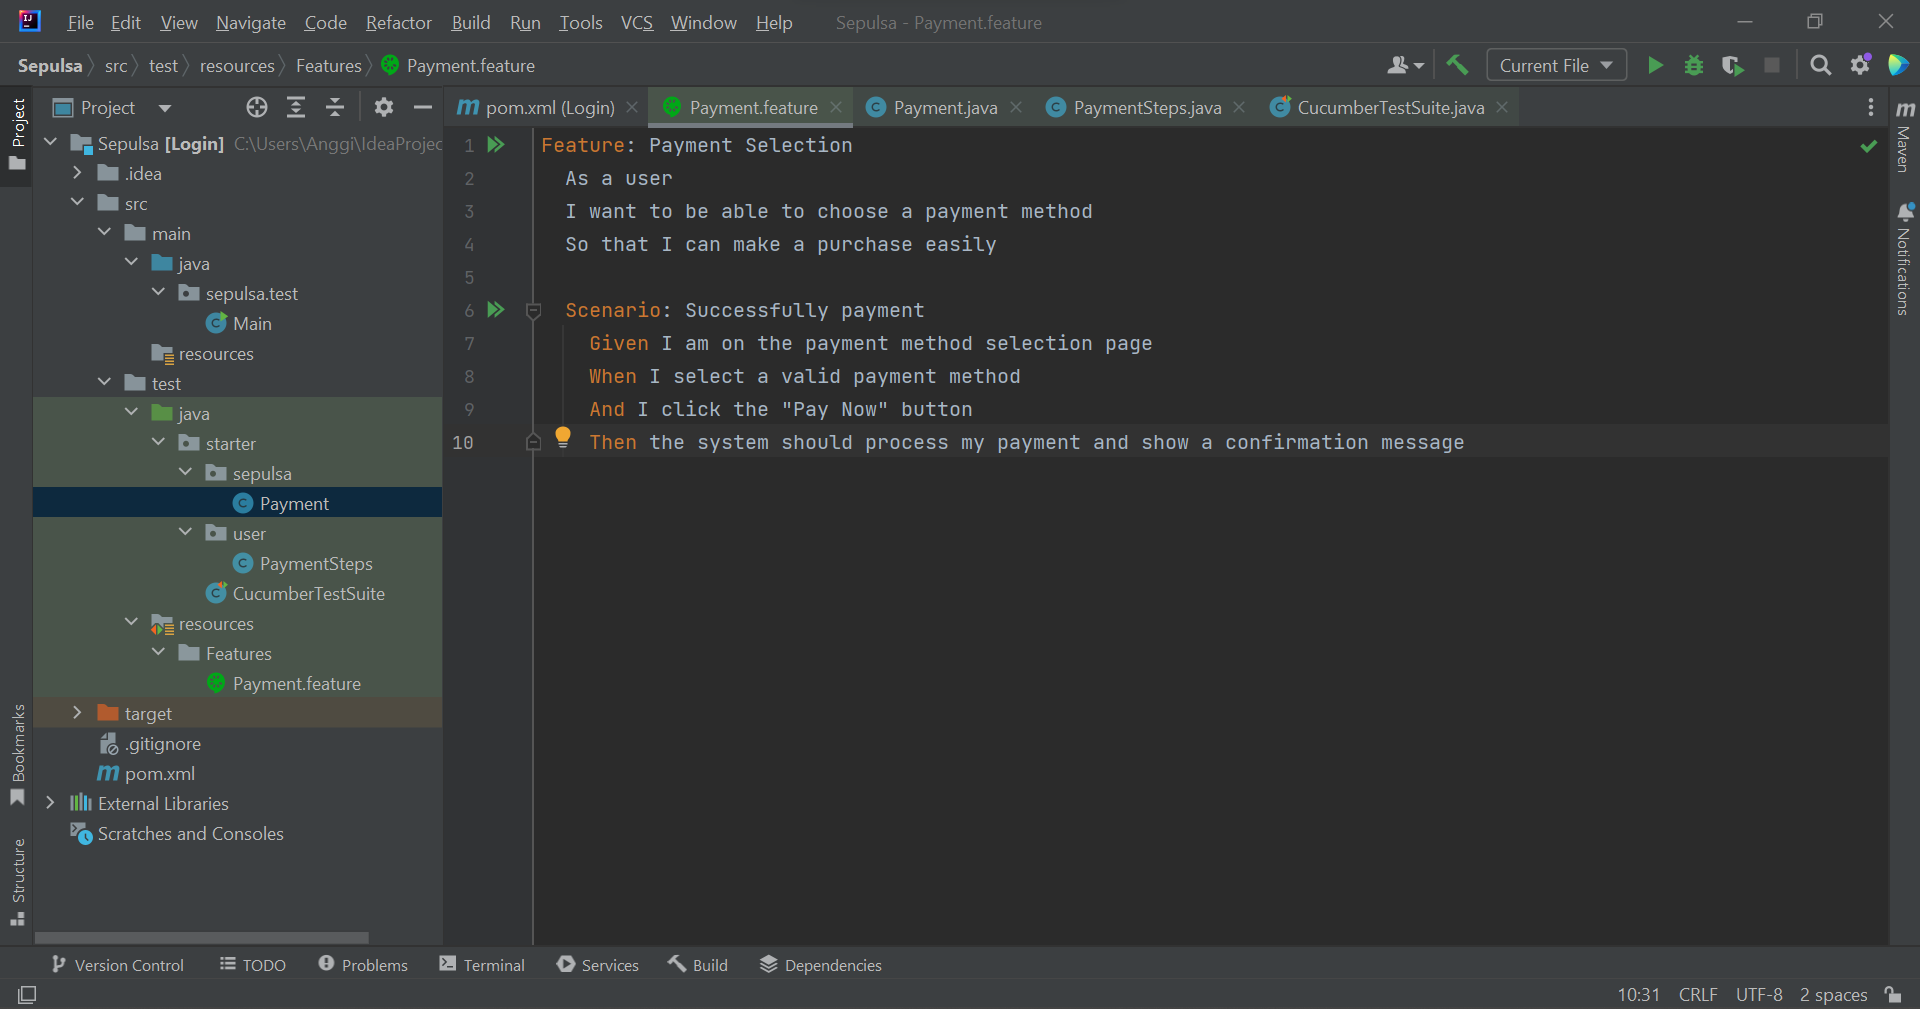 File Edit View Navigate Code Refactor Build Run Tools VCS Window Help Sepulsa - Payment.feature
Sepulsa src test resources Features Payment.feature Current File
Project
Project pom.xml (Login) Payment.feature Payment.java PaymentSteps.java CucumberTestSuite.java
Sepulsa [Login] C:\Users\Anggi\IdeaProjec
.idea
src
main
java
sepulsa.test
Main
resources
test
java
starter
sepulsa
Payment
user
PaymentSteps
CucumberTestSuite
resources
Features
Payment.feature
target
.gitignore
pom.xml
External Libraries
Scratches and Consoles
1 Feature: Payment Selection
2 As a user
3 I want to be able to choose a payment method
4 So that I can make a purchase easily
5
6 Scenario: Successfully payment
7 Given I am on the payment method selection page
8 When I select a valid payment method
9 And I click the "Pay Now" button
10 Then the system should process my payment and show a confirmation message
Maven
Notifications
Bookmarks
Structure
Version Control TODO Problems Terminal Services Build Dependencies
10:31 CRLF UTF-8 2 spaces